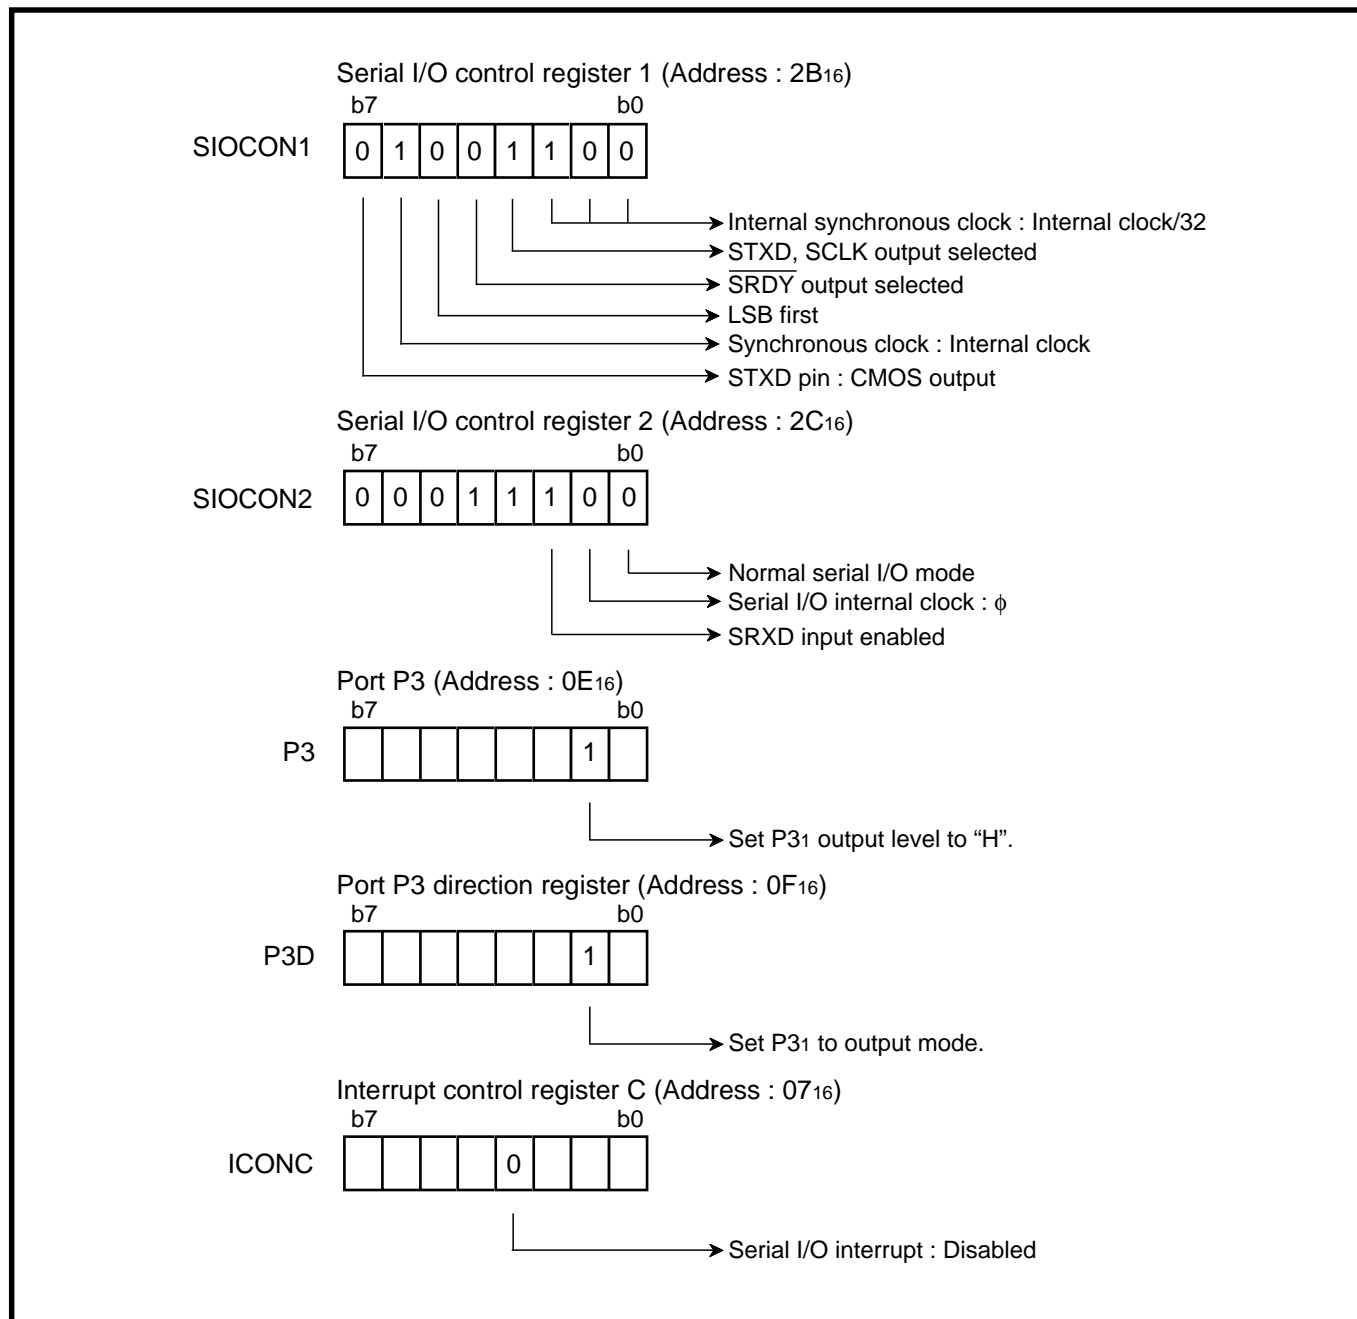 Serial I/O control register 1 (Address : 2B16)
b7 b0
SIOCON1 0 1 0 0 1 1 0 0
Internal synchronous clock : Internal clock/32
STXD, SCLK output selected
SRDY output selected
LSB first
Synchronous clock : Internal clock
STXD pin : CMOS output
Serial I/O control register 2 (Address : 2C16)
b7 b0
SIOCON2 0 0 0 1 1 1 0 0
Normal serial I/O mode
Serial I/O internal clock : ϕ
SRXD input enabled
Port P3 (Address : 0E16)
b7 b0
P3 1
Set P31 output level to “H”.
Port P3 direction register (Address : 0F16)
b7 b0
P3D 1
Set P31 to output mode.
Interrupt control register C (Address : 0716)
b7 b0
ICONC 0
Serial I/O interrupt : Disabled